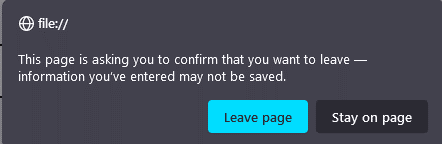 file://
This page is asking you to confirm that you want to leave —
information you've entered may not be saved.
Leave page
Stay on page